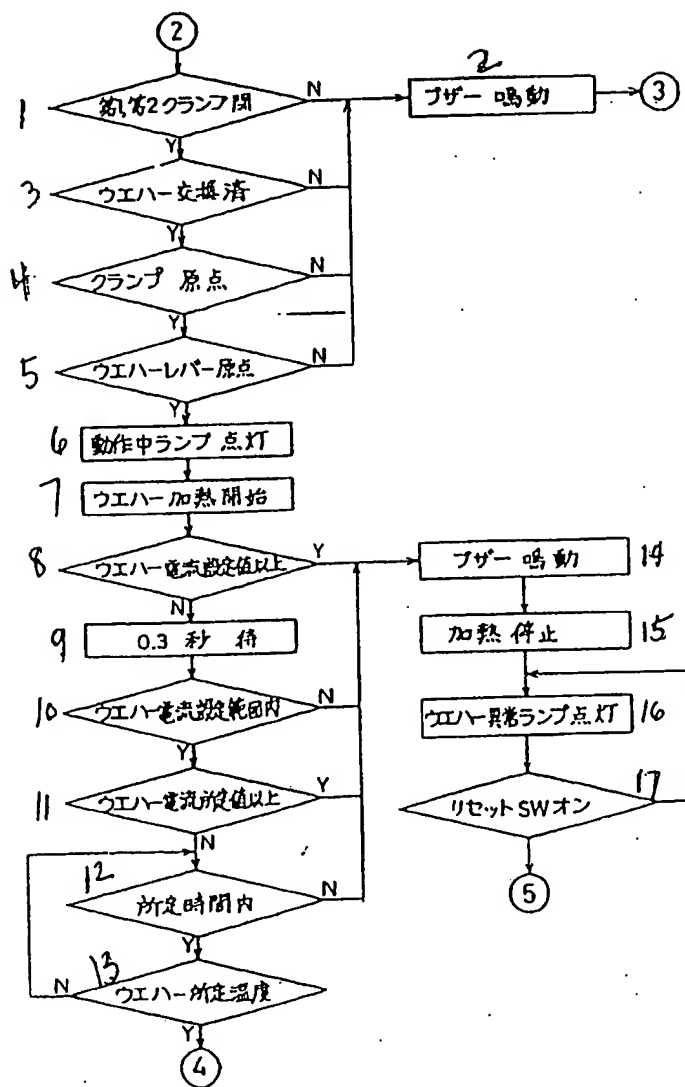 ②
1 第1,第2クランプ閉 N
2
ブザー 鳴動
③
Y
3 ウエハー交換済 N
Y
4 クランプ 原点 N
Y
5 ウエハーレバー原点 N
Y
6 動作中ランプ点灯
7 ウエハー加熱開始
8 ウエハー電流設定値以上 Y
N
9 0.3 秒 待
10 ウエハー電流設定範囲内 N
Y
11 ウエハー電流所定値以上 Y
N
12
所定時間内 N
Y
13
N ウエハー所定温度
Y
④
ブザー 鳴動 14
加熱 停止 15
ウエハー異常ランプ点灯 16
17
リセットSWオン
⑤